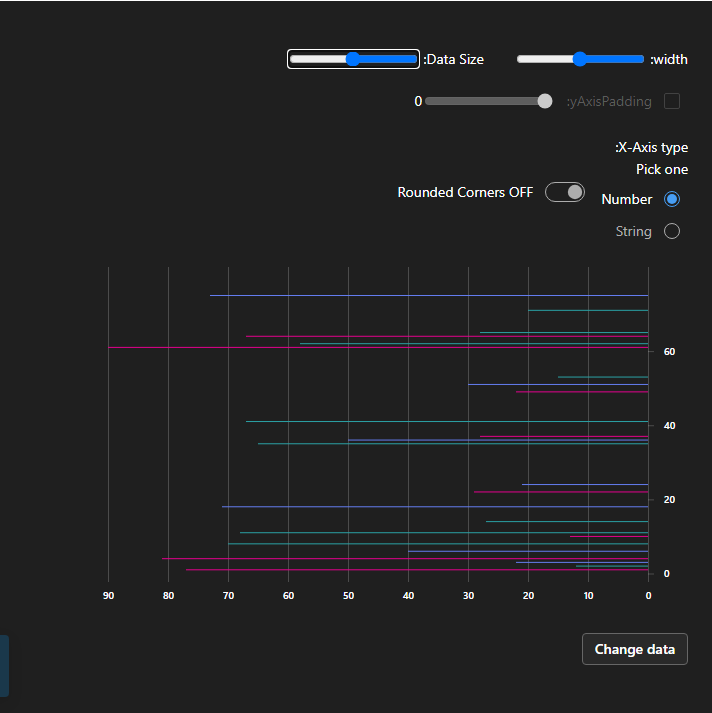 :width
:Data Size
:yAxisPadding 0
:X-Axis type
Pick one
Number
Rounded Corners OFF
String
60
40
20
0
90 80 70 60 50 40 30 20 10 0
Change data